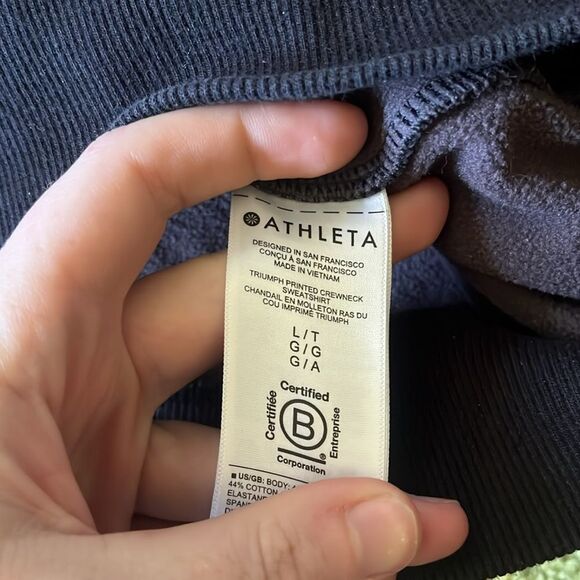 ATHLETA
DESIGNED IN SAN FRANCISCO
CONÇU À SAN FRANCISCO
MADE IN VIETNAM
TRIUMPH PRINTED CREWNECK
SWEATSHIRT
CHANDAIL EN MOLLETON RAS DU
COU IMPRIMÉ TRIUMPH
L/T
G/G
G/A
Certified
Certifiée
B
Entreprise
®
Corporation
■ US/GB: BODY:
44% COTTON
ELASTANE